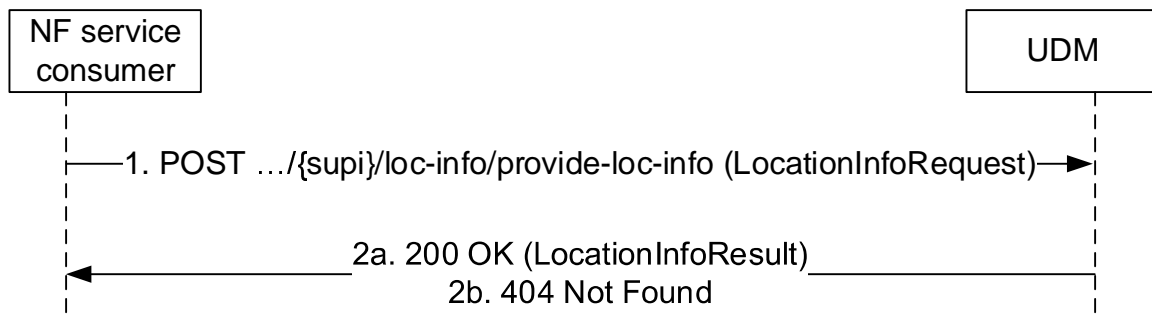 NF service
consumer
UDM
1. POST …/{supi}/loc-info/provide-loc-info (LocationInfoRequest)
2a. 200 OK (LocationInfoResult)
2b. 404 Not Found